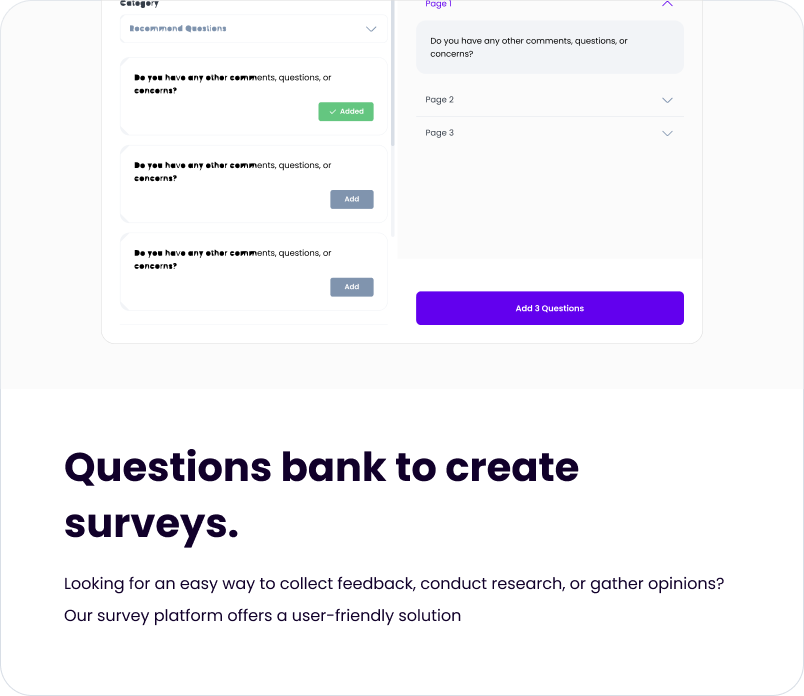 Category
Recommend Questions
Do you have any other comments, questions, or
concerns?
Added
Do you have any other comments, questions, or
concerns?
Add
Do you have any other comments, questions, or
concerns?
Add
Page 1
Do you have any other comments, questions, or
concerns?
Page 2
Page 3
Add 3 Questions
Questions bank to create
surveys.
Looking for an easy way to collect feedback, conduct research, or gather opinions?
Our survey platform offers a user-friendly solution